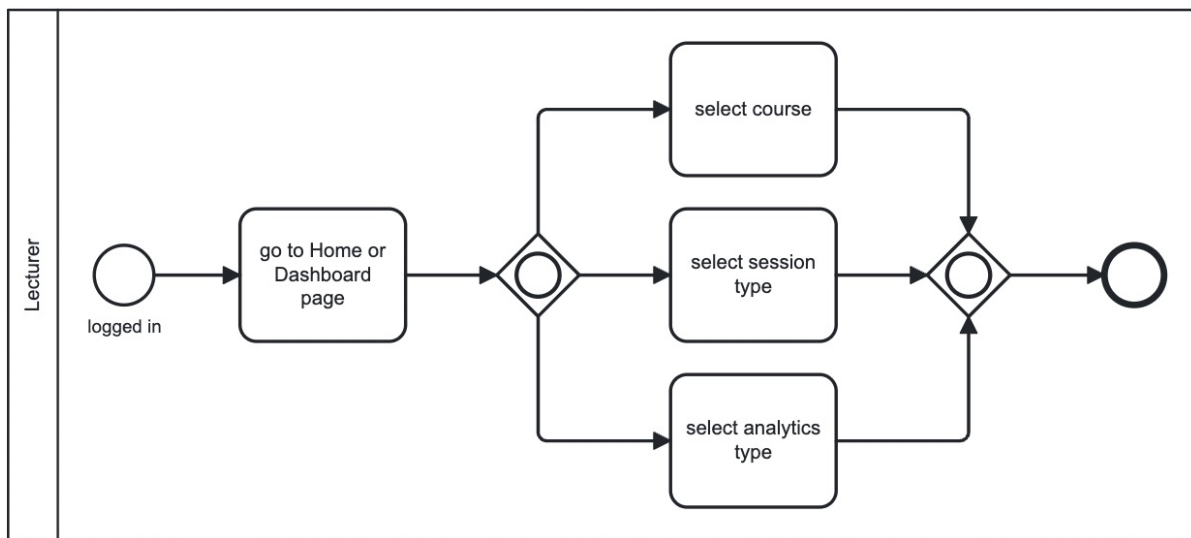 Lecturer
logged in
go to Home or
Dashboard
page
select course
select session
type
select analytics
type